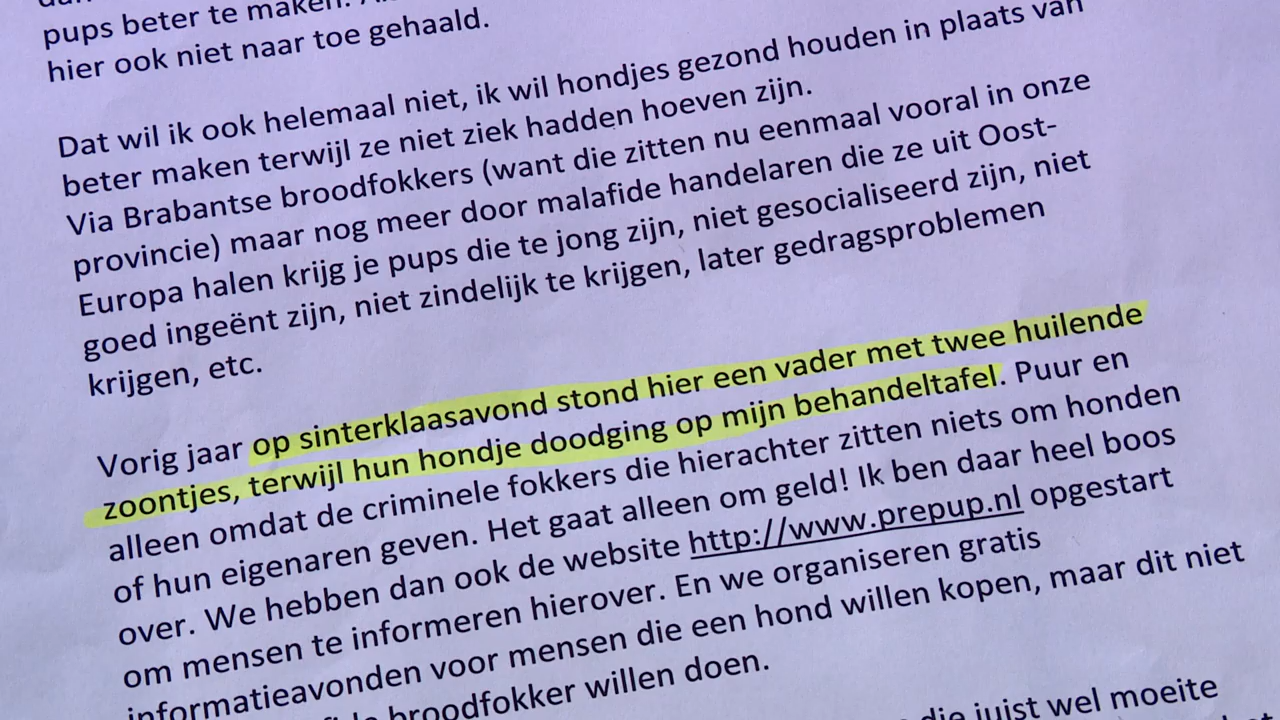 pups beter te maken.
hier ook niet naar toe gehaald.
Dat wil ik ook helemaal niet, ik wil hondjes gezond houden in plaats van
beter maken terwijl ze niet ziek hadden hoeven zijn.
Via Brabantse broodfokkers (want die zitten nu eenmaal vooral in onze
provincie) maar nog meer door malafide handelaren die ze uit Oost-
Europa halen krijg je pups die te jong zijn, niet gesocialiseerd zijn, niet
goed ingeënt zijn, niet zindelijk te krijgen, later gedragsproblemen
krijgen, etc.
Vorig jaar op sinterklaasavond stond hier een vader met twee huilende
zoontjes, terwijl hun hondje doodging op mijn behandeltafel. Puur en
alleen omdat de criminele fokkers die hierachter zitten niets om honden
of hun eigenaren geven. Het gaat alleen om geld! Ik ben daar heel boos
over. We hebben dan ook de website http://www.prepup.nl opgestart
om mensen te informeren hierover. En we organiseren gratis
informatieavonden voor mensen die een hond willen kopen, maar dit niet
broodfokker willen doen.
die juist wel moeite